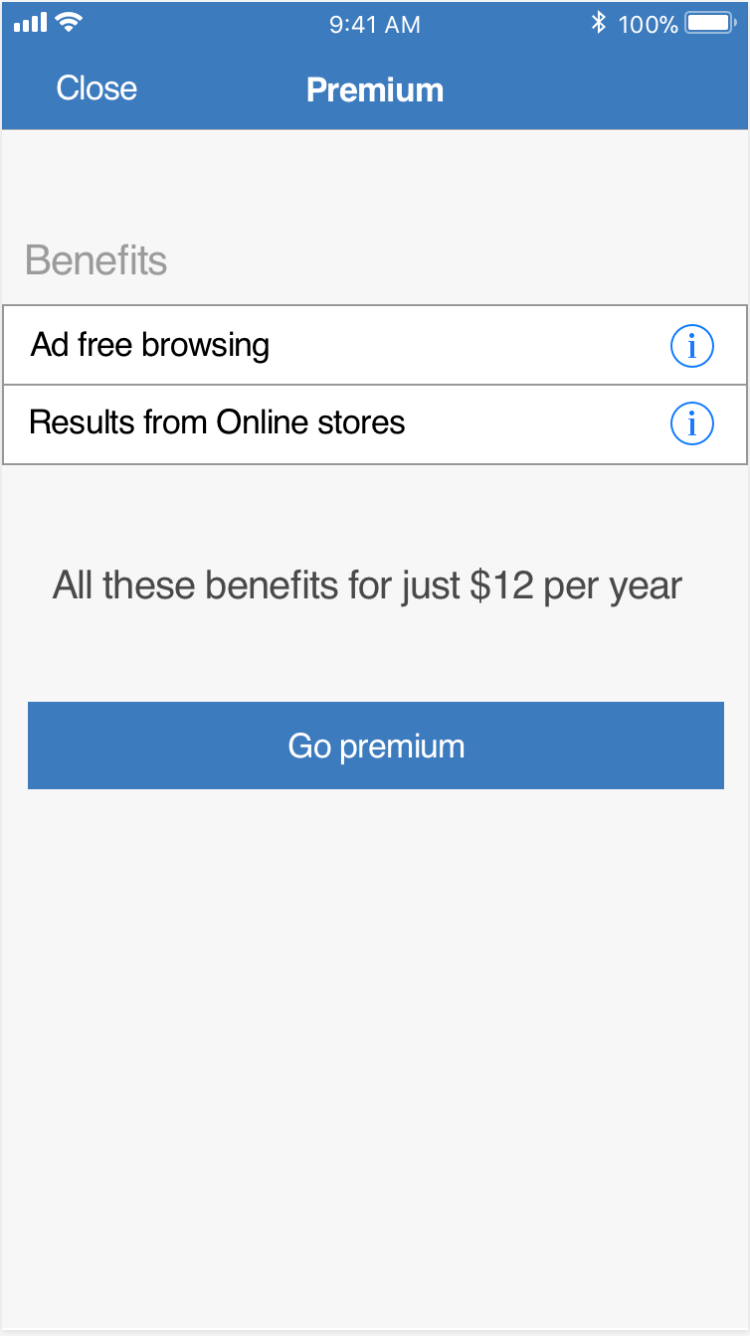 9:41 AM
100%
Close
Premium
Benefits
Ad free browsing
i
Results from Online stores
i
All these benefits for just $12 per year
Go premium